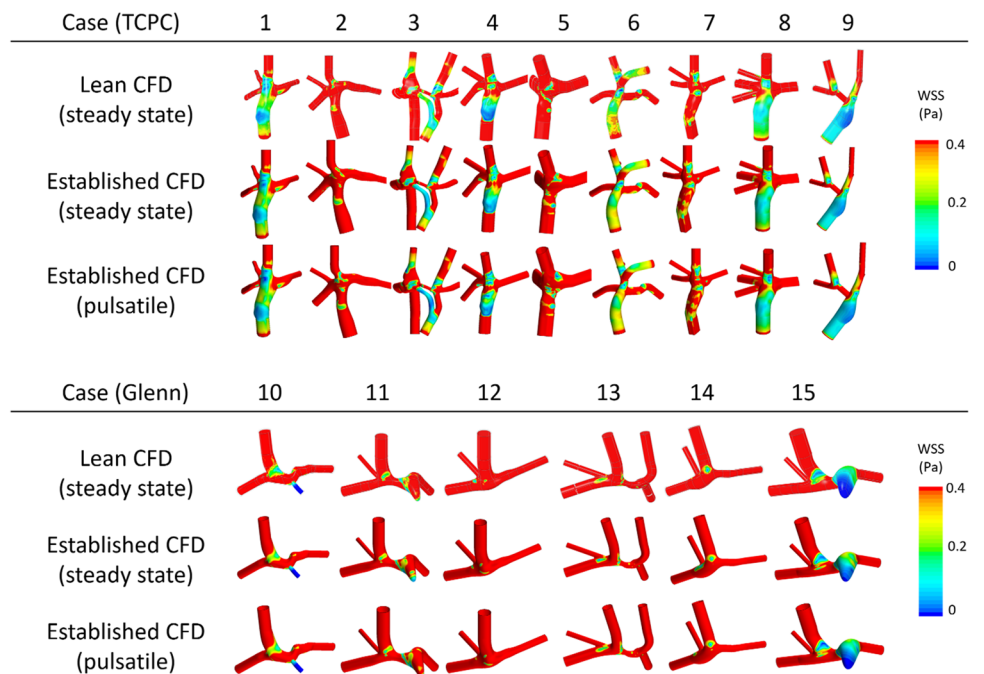 Case (TCPC) 1 2 3 4 5 6 7 8 9
Lean CFD
(steady state)
WSS
(Pa)
0.4
Established CFD
(steady state)
0.2
0
Established CFD
(pulsatile)
Case (Glenn) 10 11 12 13 14 15
Lean CFD
(steady state)
WSS
(Pa)
0.4
Established CFD
(steady state)
0.2
0
Established CFD
(pulsatile)